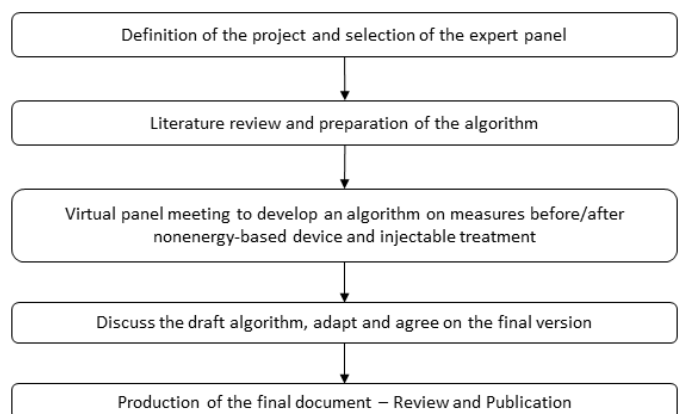 Definition of the project and selection of the expert panel
Literature review and preparation of the algorithm
Virtual panel meeting to develop an algorithm on measures before/after
nonenergy-based device and injectable treatment
Discuss the draft algorithm, adapt and agree on the final version
Production of the final document – Review and Publication